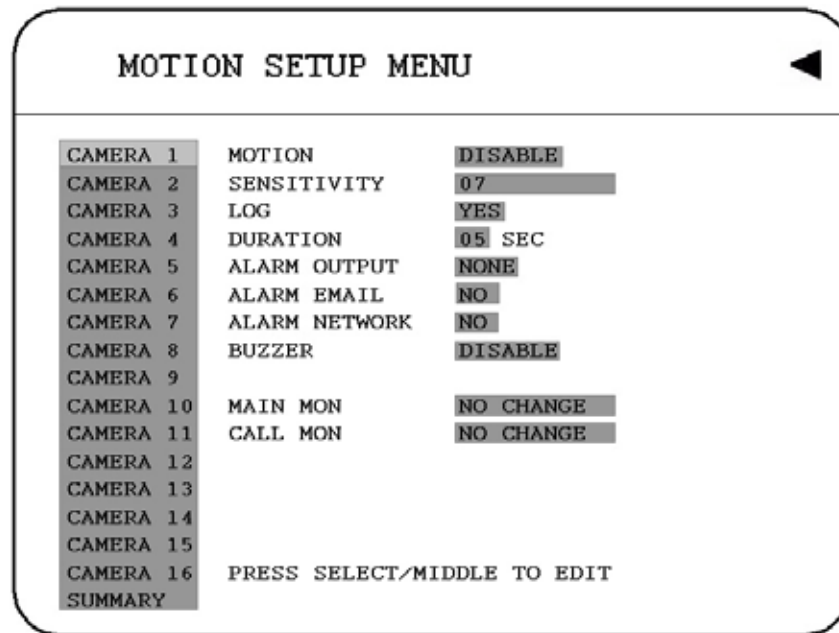 MOTION SETUP MENU
CAMERA 1 MOTION DISABLE
CAMERA 2 SENSITIVITY 07
CAMERA 3 LOG YES
CAMERA 4 DURATION 05 SEC
CAMERA 5 ALARM OUTPUT NONE
CAMERA 6 ALARM EMAIL NO
CAMERA 7 ALARM NETWORK NO
CAMERA 8 BUZZER DISABLE
CAMERA 9
CAMERA 10 MAIN MON NO CHANGE
CAMERA 11 CALL MON NO CHANGE
CAMERA 12
CAMERA 13
CAMERA 14
CAMERA 15
CAMERA 16 PRESS SELECT/MIDDLE TO EDIT
SUMMARY